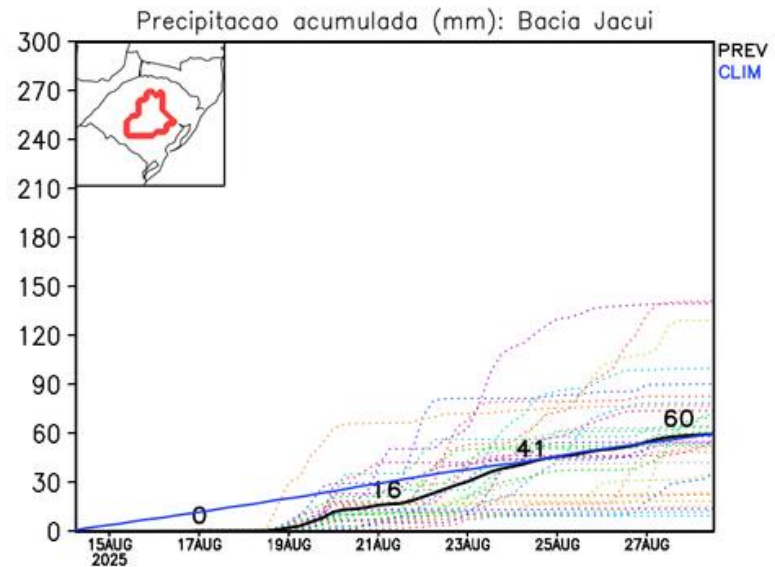 Precipitacao acumulada (mm): Bacia Jacui
300
PREV
CLIM
270
240
210
180
150
120
90
60
30
0
0
16
41
60
15AUG
2025
17AUG
19AUG
21AUG
23AUG
25AUG
27AUG